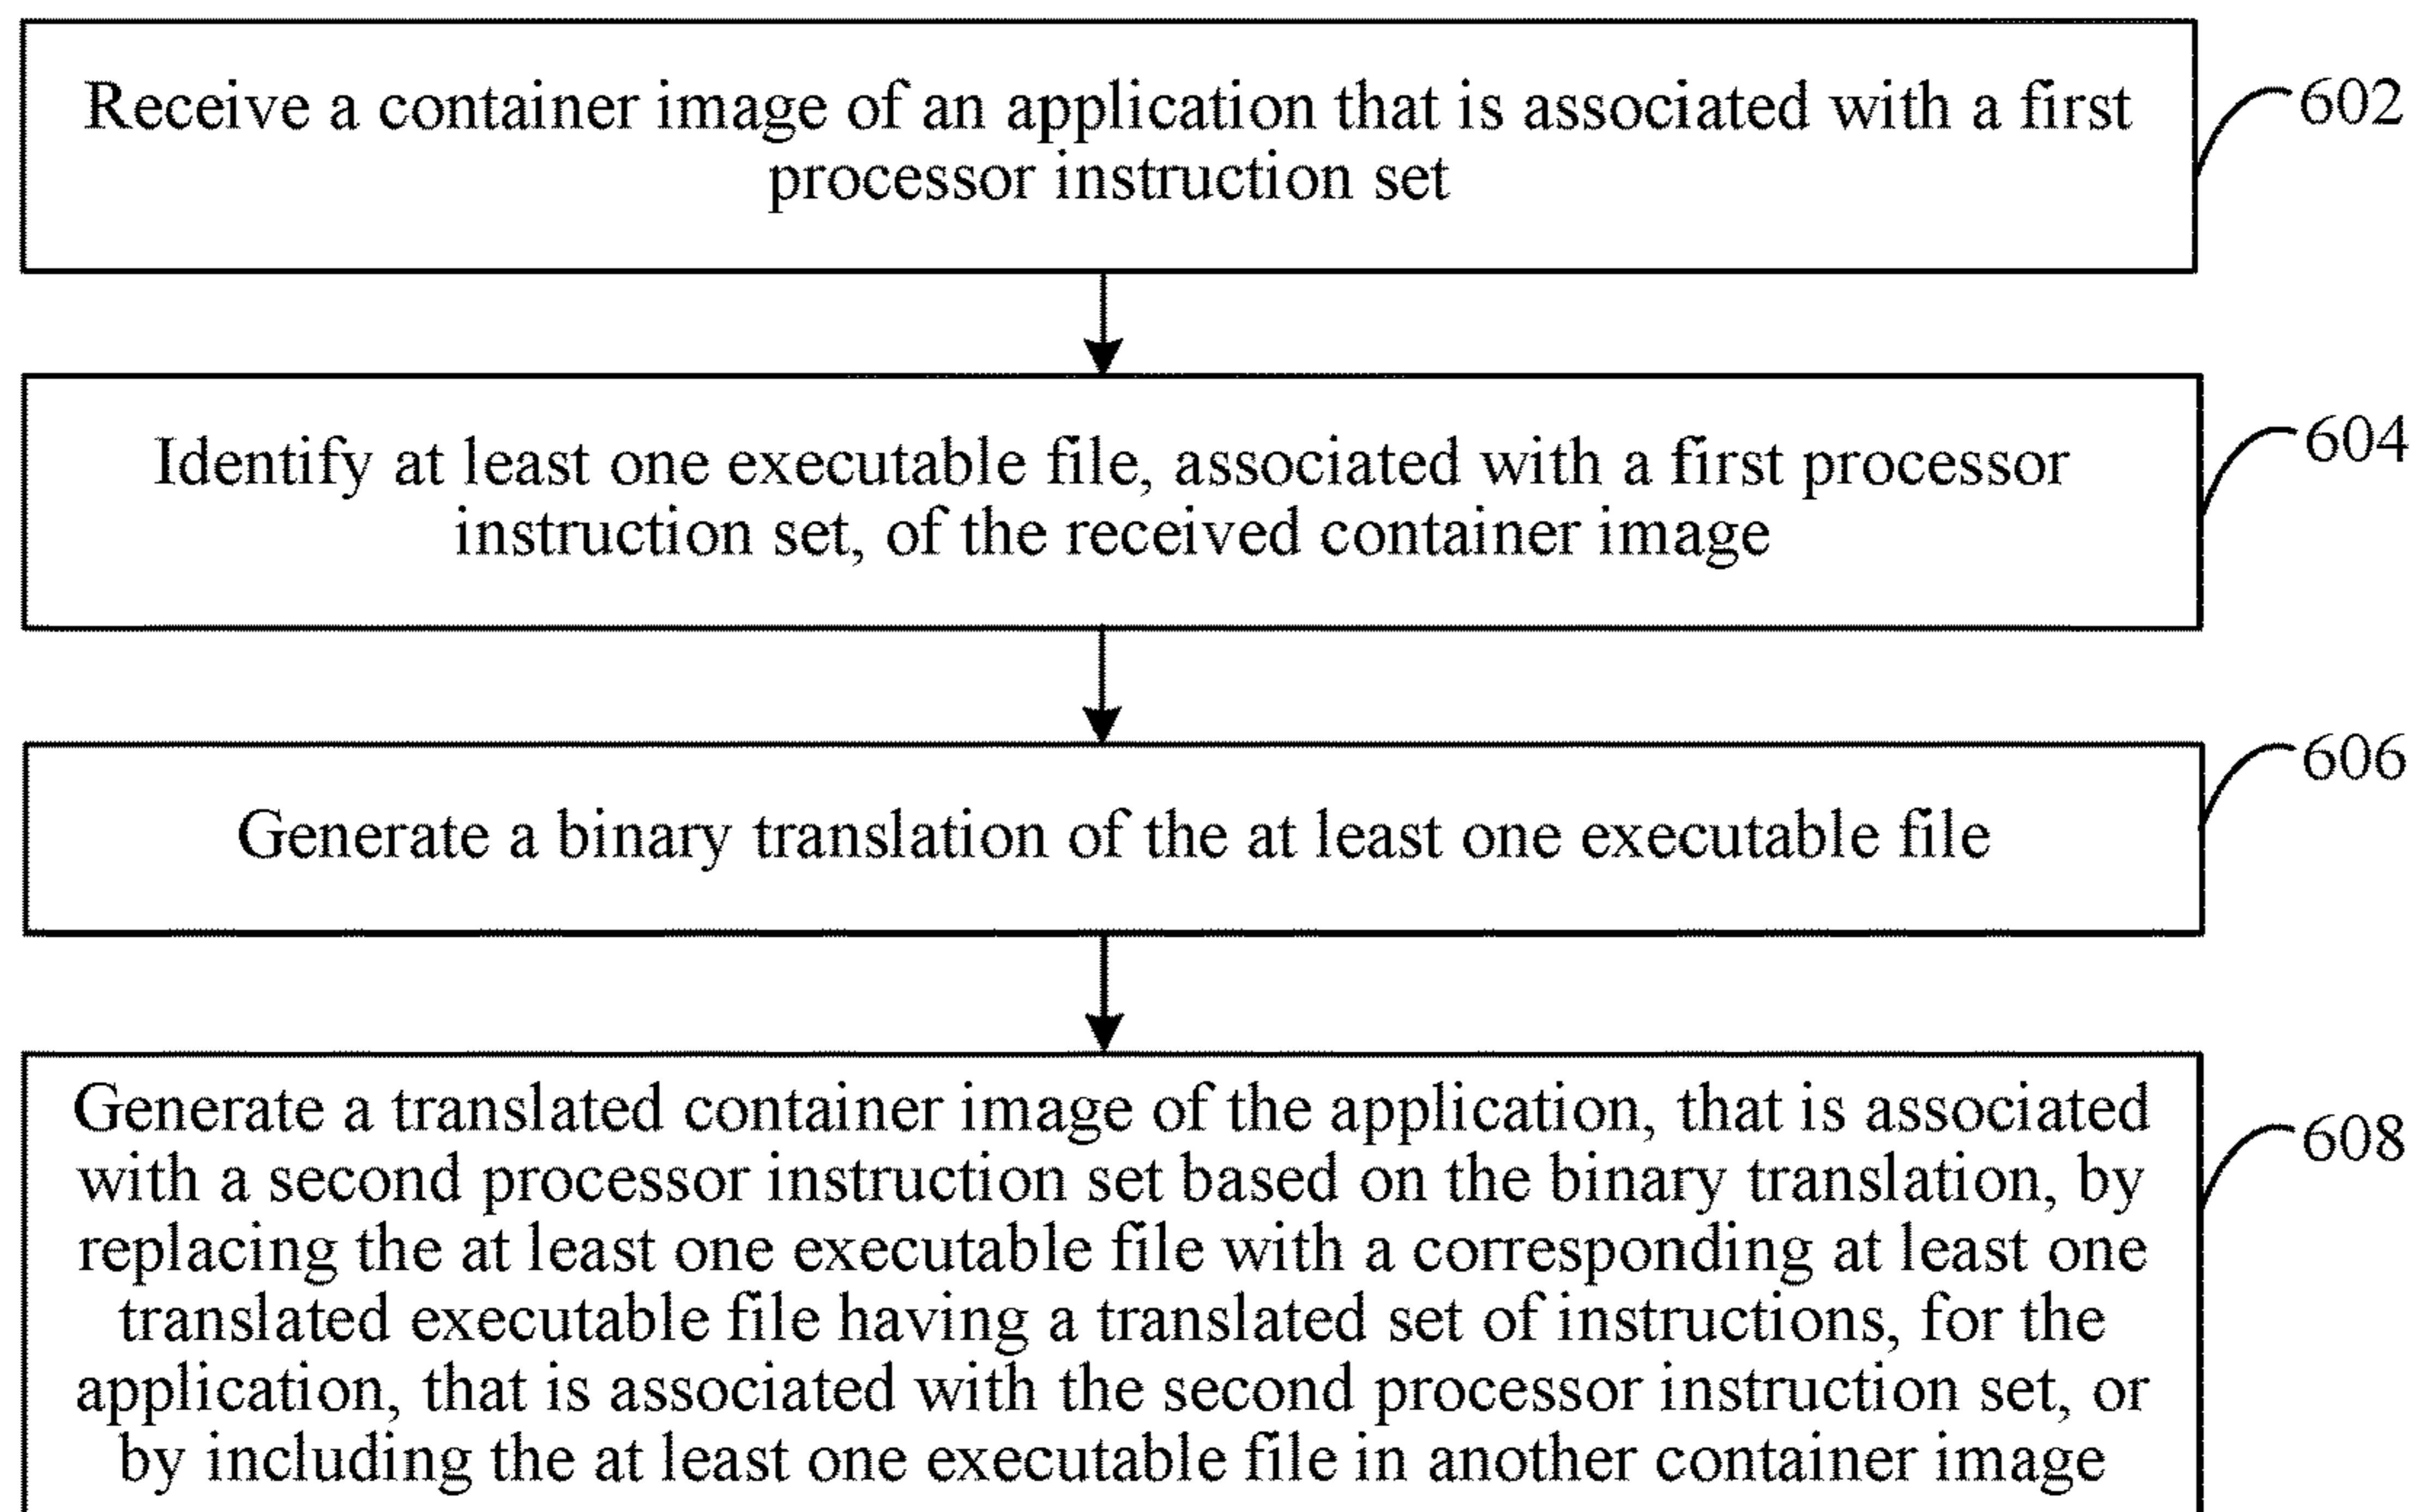 Receive a container image of an application that is associated with a first
processor instruction set
602
Identify at least one executable file, associated with a first processor
instruction set, of the received container image
604
Generate a binary translation of the at least one executable file
606
Generate a translated container image of the application, that is associated
with a second processor instruction set based on the binary translation, by
replacing the at least one executable file with a corresponding at least one
translated executable file having a translated set of instructions, for the
application, that is associated with the second processor instruction set, or
by including the at least one executable file in another container image
608